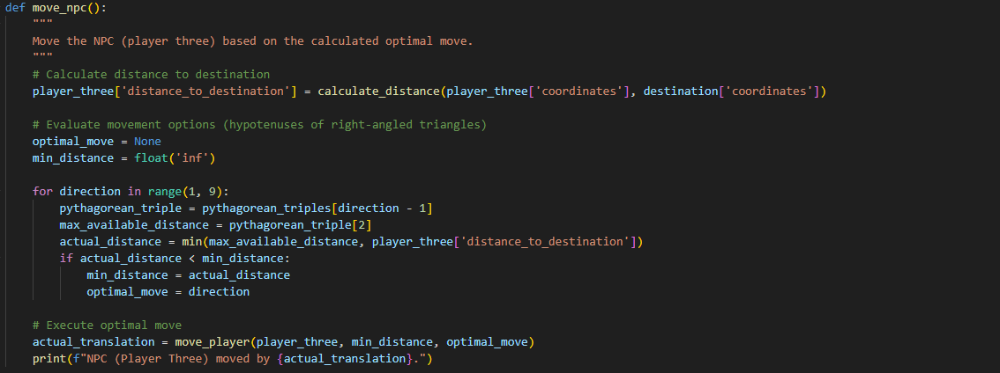 def move_npc():
    """
    Move the NPC (player three) based on the calculated optimal move.
    """
    # Calculate distance to destination
    player_three['distance_to_destination'] = calculate_distance(player_three['coordinates'], destination['coordinates'])

    # Evaluate movement options (hypotenuses of right-angled triangles)
    optimal_move = None
    min_distance = float('inf')

    for direction in range(1, 9):
        pythagorean_triple = pythagorean_triples[direction - 1]
        max_available_distance = pythagorean_triple[2]
        actual_distance = min(max_available_distance, player_three['distance_to_destination'])
        if actual_distance < min_distance:
            min_distance = actual_distance
            optimal_move = direction

    # Execute optimal move
    actual_translation = move_player(player_three, min_distance, optimal_move)
    print(f"NPC (Player Three) moved by {actual_translation}.")